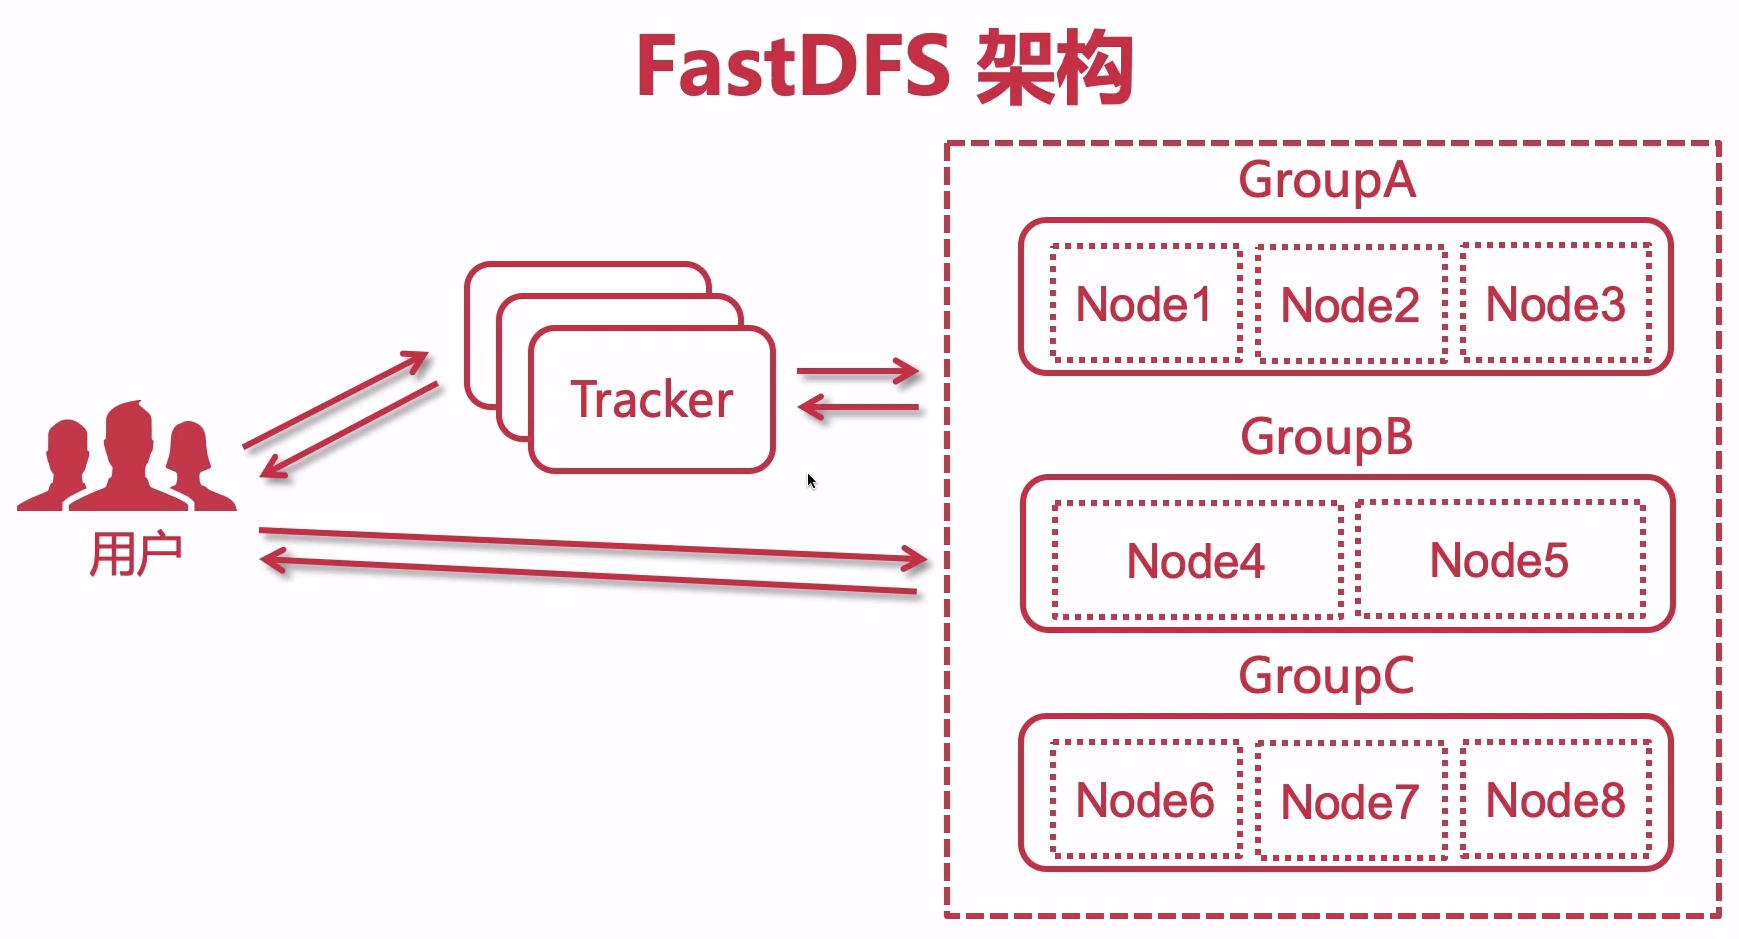 FastDFS 架构
GroupA
Node1 Node2 Node3
Tracker
GroupB
Node4 Node5
用户
GroupC
Node6 Node7 Node8